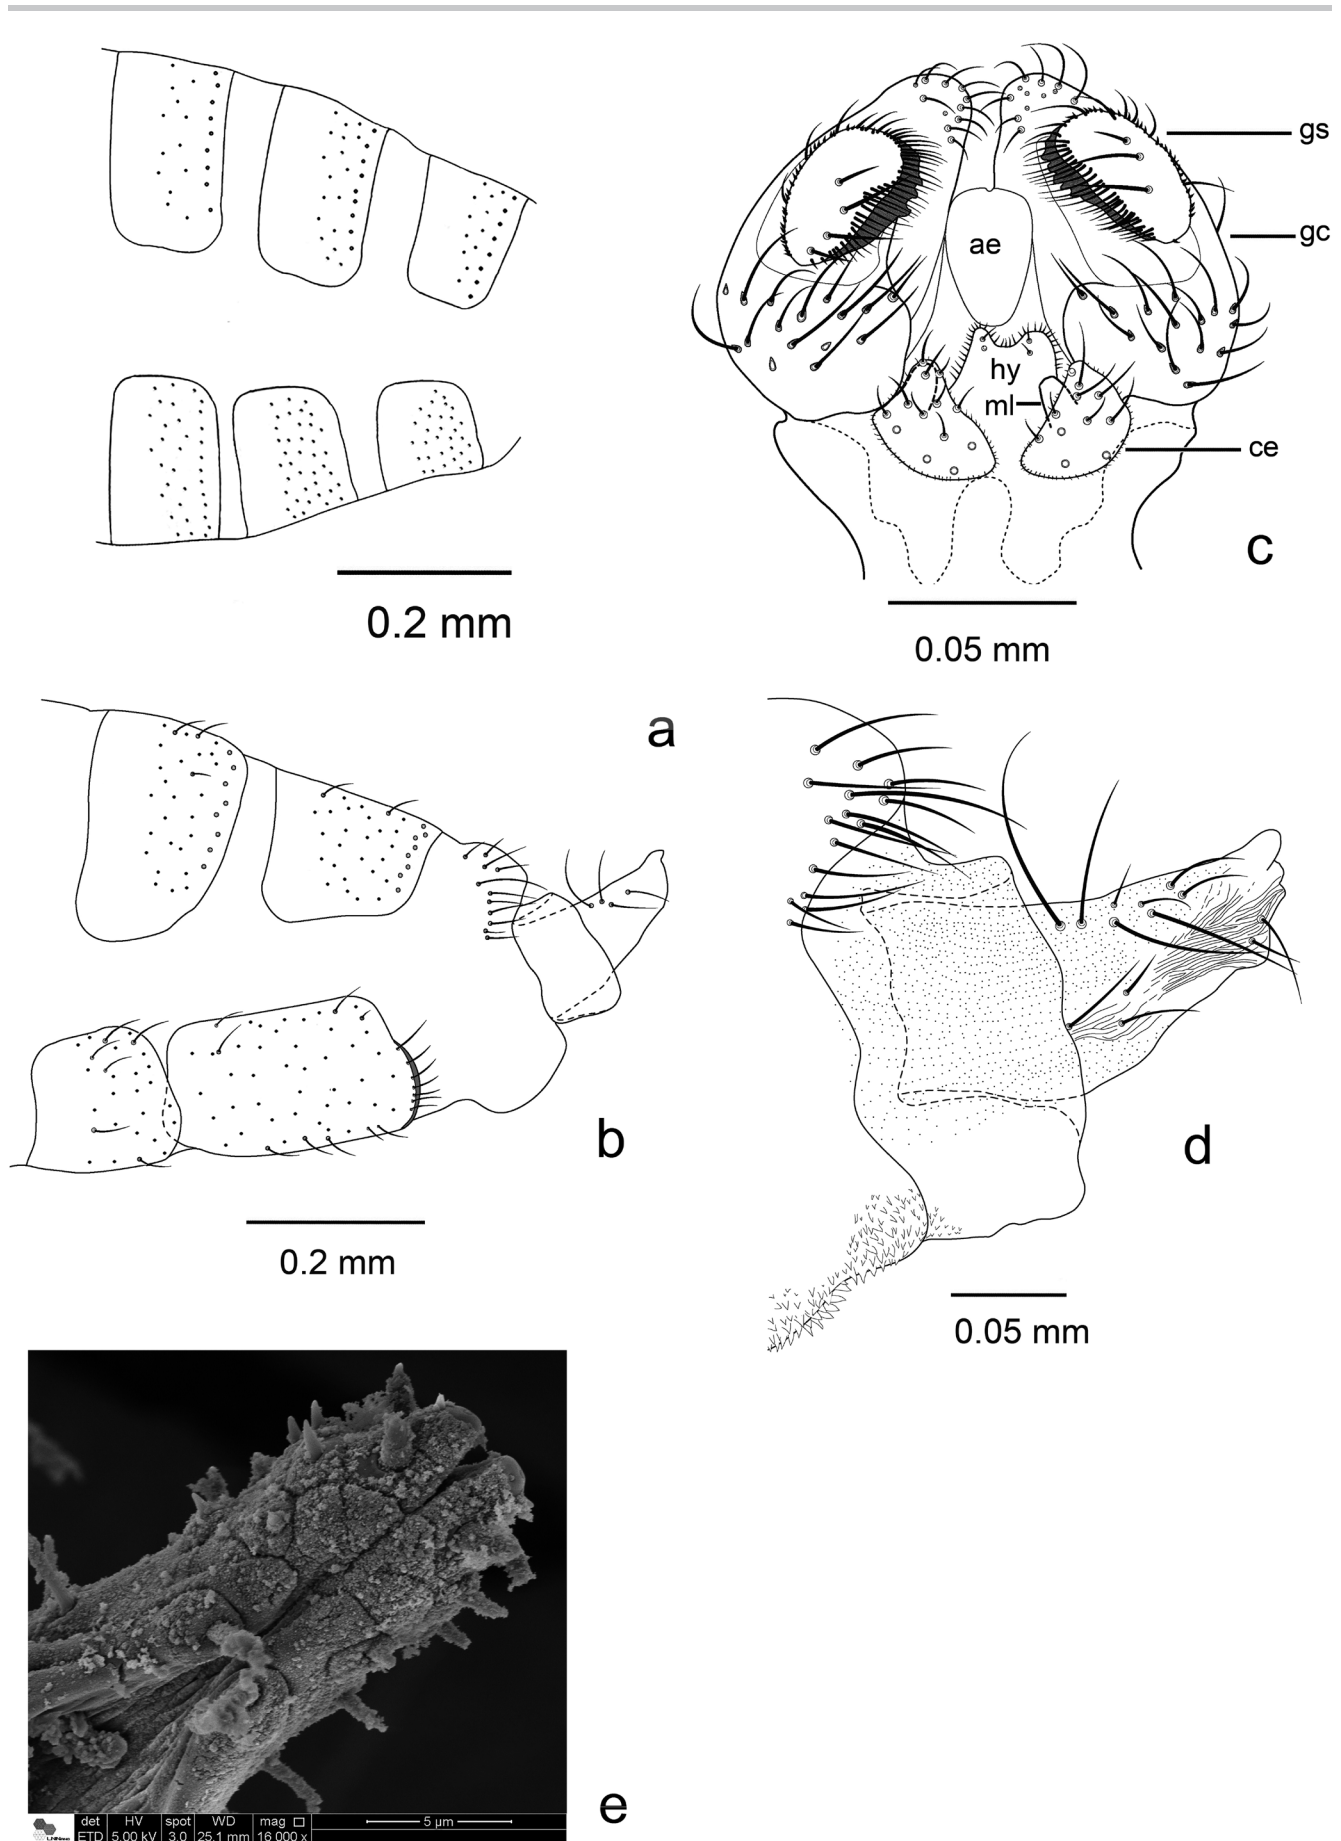 gs
gc
ae
hy
ml
ce
c
0.2 mm
0.05 mm
a
b
d
0.2 mm
0.05 mm
e
det HV spot WD mag □ 5 µm
ETD 5.00 kV 3.0 25.1 mm 16 000 x
LNNano